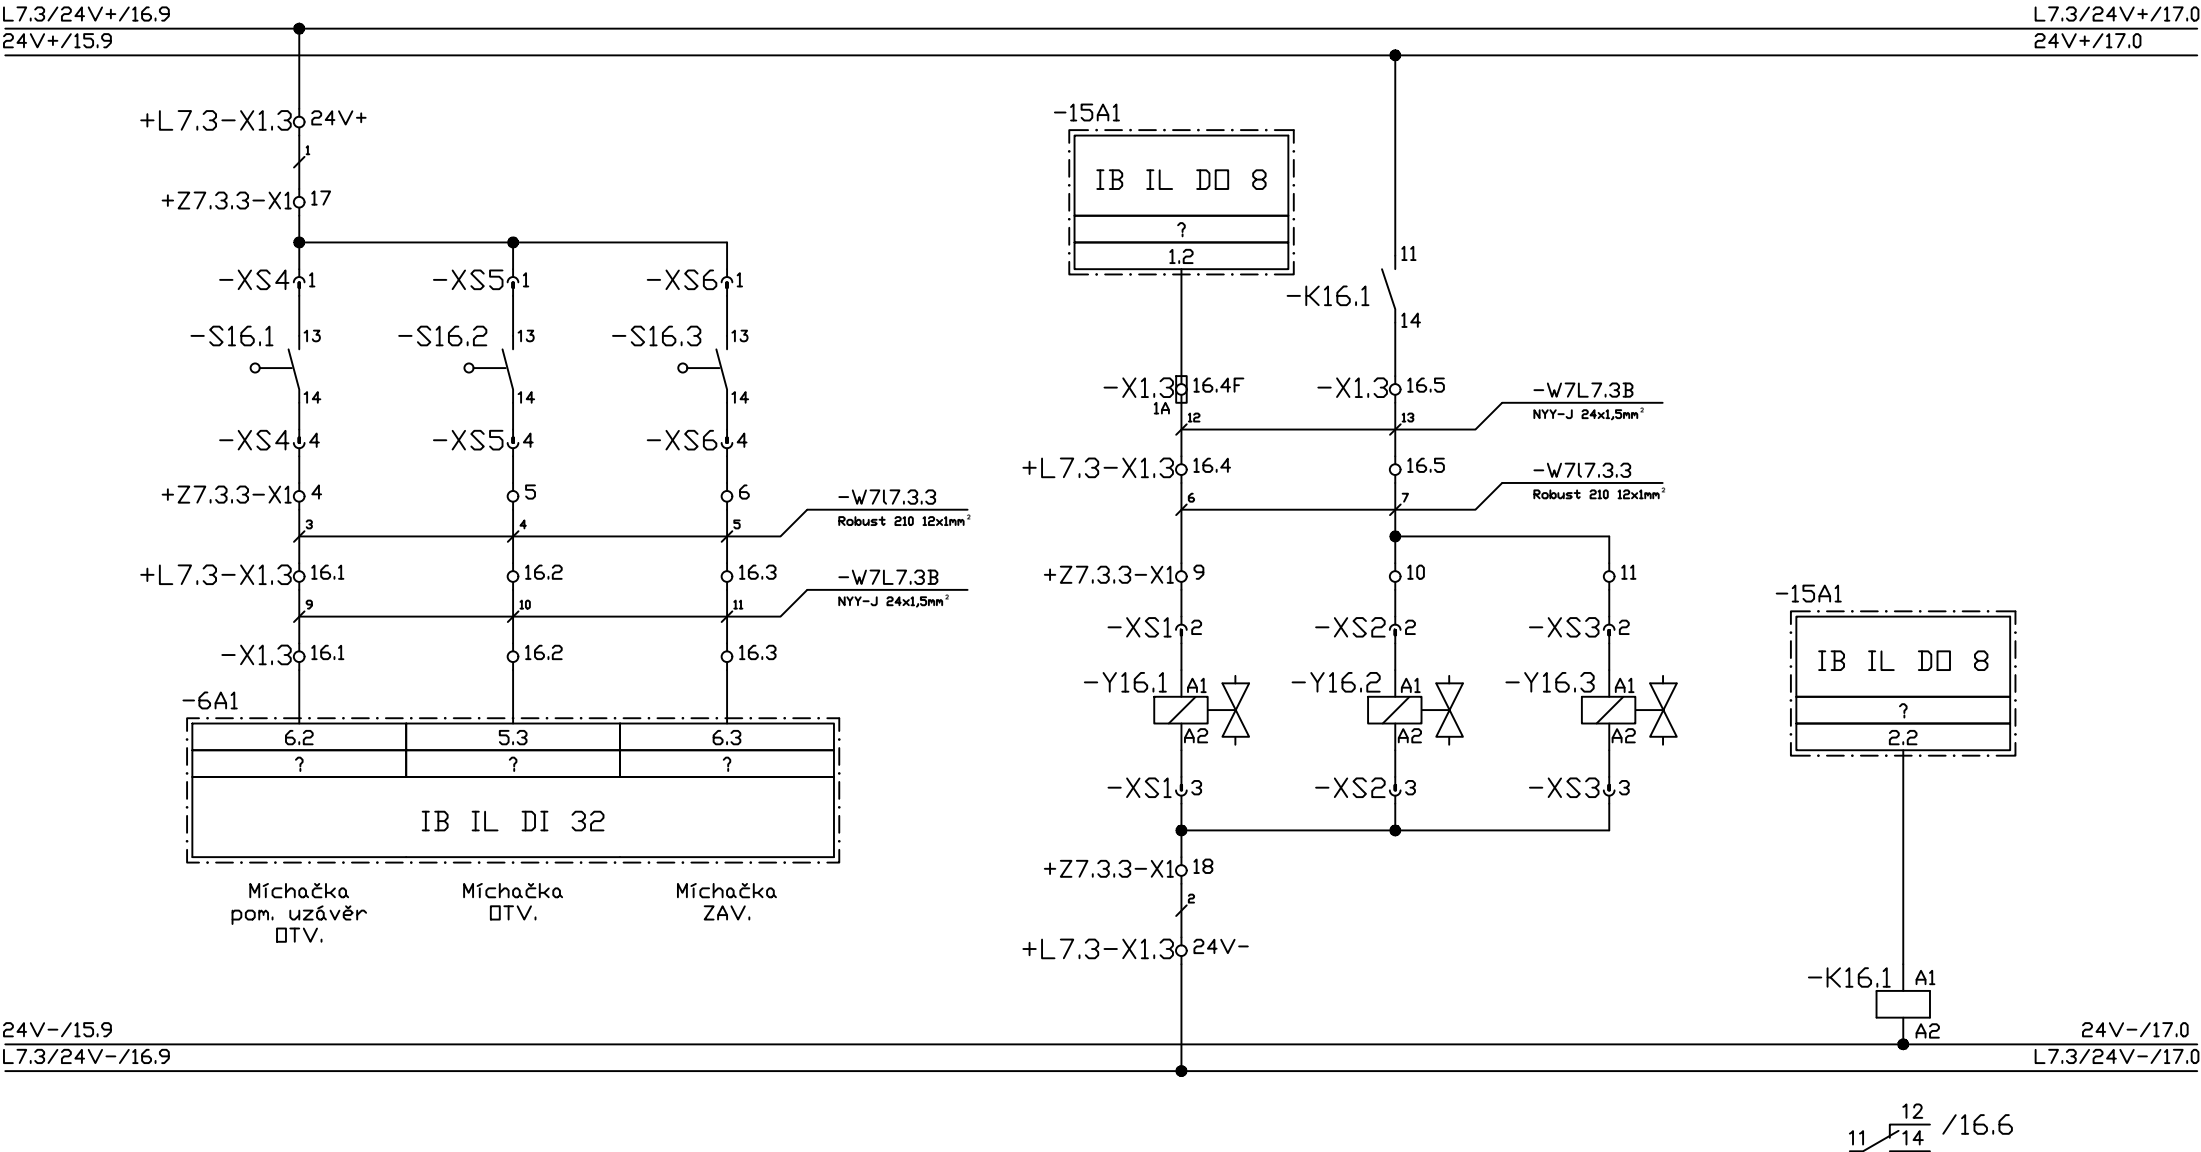 L7.3/24V+/16.9
L7.3/24V+/17.0
24V+/15.9
24V+/17.0
+L7.3-X1.3 24V+
1
+Z7.3.3-X1 17
-XS4 1
-XS5 1
-XS6 1
-S16.1 13
-S16.2 13
-S16.3 13
14
14
14
-XS4 4
-XS5 4
-XS6 4
+Z7.3.3-X1 4
5
6
-W7l7.3.3
Robust 210 12x1mm²
3
4
5
+L7.3-X1.3 16.1
16.2
16.3
-W7L7.3B
NYY-J 24x1,5mm²
9
10
11
-X1.3 16.1
16.2
16.3
-6A1
6.2
5.3
6.3
?
?
?
IB IL DI 32
Míchačka
pom. uzávěr
OTV.
Míchačka
OTV.
Míchačka
ZAV.
-15A1
IB IL DO 8
?
1.2
11
-K16.1
14
-X1.3 16.4F
1A
-X1.3 16.5
-W7L7.3B
NYY-J 24x1,5mm²
12
13
+L7.3-X1.3 16.4
16.5
-W7l7.3.3
Robust 210 12x1mm²
6
7
+Z7.3.3-X1 9
10
11
-XS1 2
-XS2 2
-XS3 2
-Y16.1 A1
-Y16.2 A1
-Y16.3 A1
A2
A2
A2
-XS1 3
-XS2 3
-XS3 3
+Z7.3.3-X1 18
2
+L7.3-X1.3 24V-
-15A1
IB IL DO 8
?
2.2
-K16.1 A1
A2
24V-/15.9
24V-/17.0
L7.3/24V-/16.9
L7.3/24V-/17.0
12
11 14 /16.6